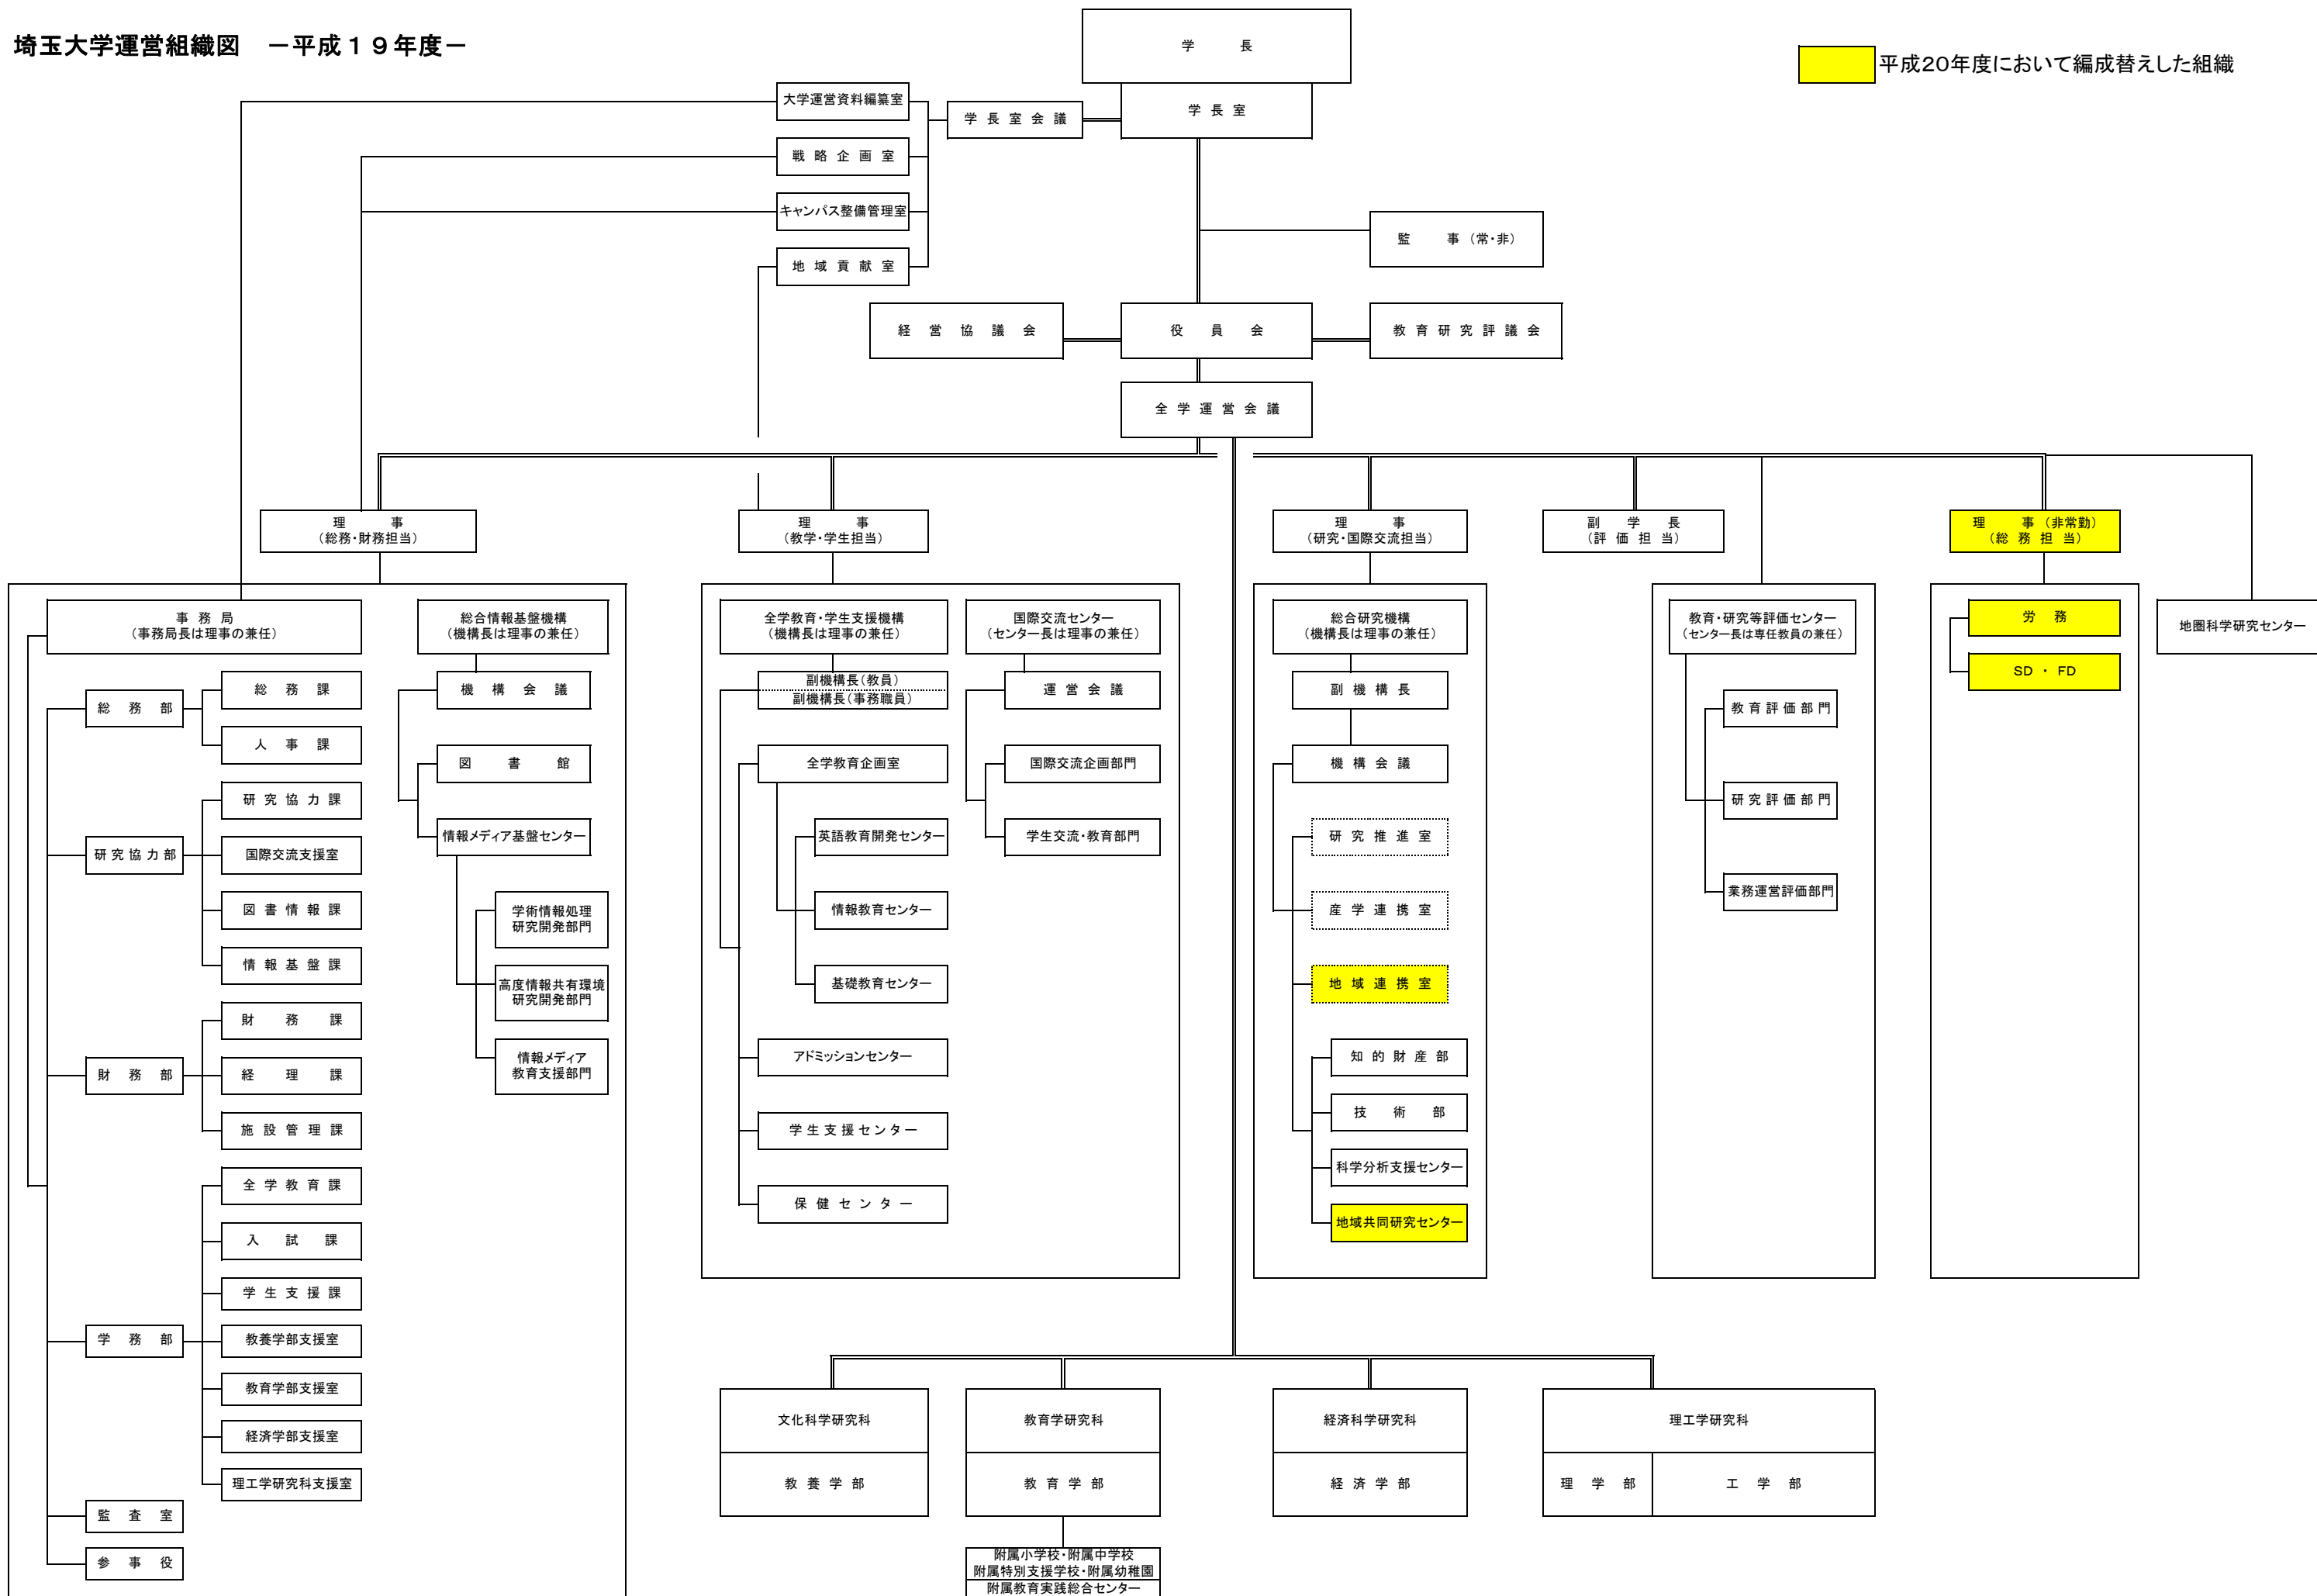 埼玉大学運営組織図　－平成１９年度－
学長
平成20年度において編成替えした組織
学長室
大学運営資料編纂室
学長室会議
戦略企画室
キャンパス整備管理室
監事（常・非）
地域貢献室
経営協議会
役員会
教育研究評議会
全学運営会議
理事
（総務・財務担当）
理事
（教学・学生担当）
理事
（研究・国際交流担当）
副学長
（評価担当）
理事（非常勤）
（総務担当）
事務局
（事務局長は理事の兼任）
総務部
総務課
人事課
研究協力部
研究協力課
国際交流支援室
図書情報課
情報基盤課
財務部
財務課
経理課
施設管理課
学務部
全学教育課
入試課
学生支援課
教養学部支援室
教育学部支援室
経済学部支援室
理工学研究科支援室
監査室
参事役
総合情報基盤機構
（機構長は理事の兼任）
機構会議
図書館
情報メディア基盤センター
学術情報処理
研究開発部門
高度情報共有環境
研究開発部門
情報メディア
教育支援部門
全学教育・学生支援機構
（機構長は理事の兼任）
副機構長（教員）
副機構長（事務職員）
全学教育企画室
英語教育開発センター
情報教育センター
基礎教育センター
アドミッションセンター
学生支援センター
保健センター
国際交流センター
（センター長は理事の兼任）
運営会議
国際交流企画部門
学生交流・教育部門
総合研究機構
（機構長は理事の兼任）
副機構長
機構会議
研究推進室
産学連携室
地域連携室
知的財産部
技術部
科学分析支援センター
地域共同研究センター
教育・研究等評価センター
（センター長は専任教員の兼任）
教育評価部門
研究評価部門
業務運営評価部門
労務
SD ・ FD
地圏科学研究センター
文化科学研究科
教養学部
教育学研究科
教育学部
附属小学校・附属中学校
附属特別支援学校・附属幼稚園
附属教育実践総合センター
経済科学研究科
経済学部
理工学研究科
理学部
工学部